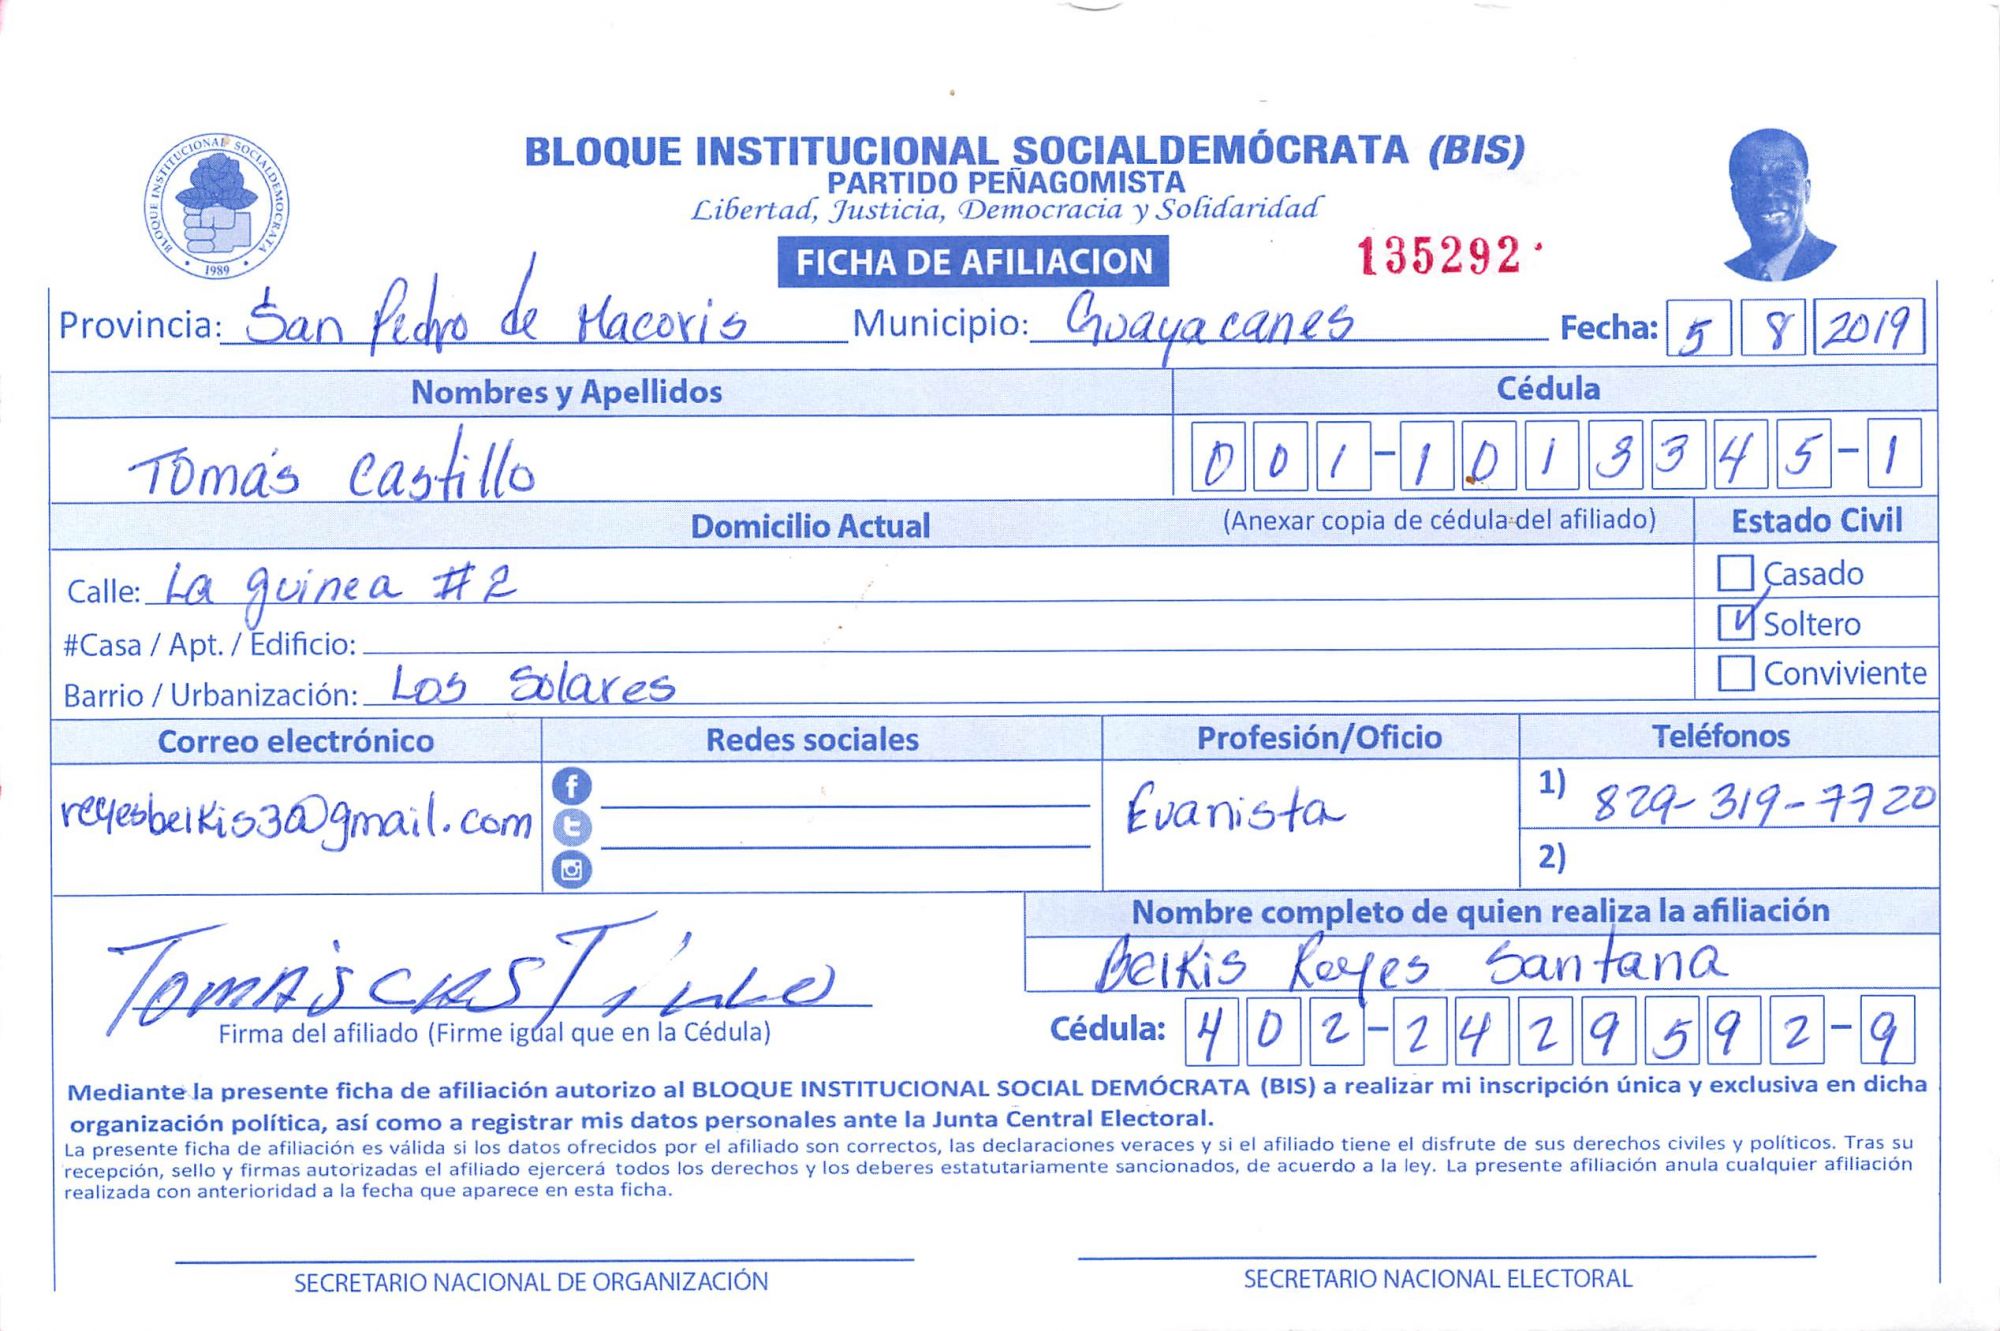 BLOQUE INSTITUCIONAL SOCIALDEMOCRATA
1989
BLOQUE INSTITUCIONAL SOCIALDEMÓCRATA (BIS)
PARTIDO PEÑAGOMISTA
Libertad, Justicia, Democracia y Solidaridad
FICHA DE AFILIACION 135292
Provincia: San Pedro de Macoris Municipio: Guayacanes Fecha: 5 8 2019
Nombres y Apellidos Cédula
Tomás Castillo 001-1013345-1
Domicilio Actual (Anexar copia de cédula del afiliado) Estado Civil
Calle: La guinea #2 Casado
#Casa / Apt. / Edificio: Soltero
Barrio / Urbanización: Los Solares Conviviente
Correo electrónico Redes sociales Profesión/Oficio Teléfonos
reyesbelkis30@gmail.com Evanista 1) 829-319-7720
2)
Nombre completo de quien realiza la afiliación
Tomás Castillo Belkis Reyes Santana
Firma del afiliado (Firme igual que en la Cédula) Cédula: 402-2429592-9
Mediante la presente ficha de afiliación autorizo al BLOQUE INSTITUCIONAL SOCIAL DEMÓCRATA (BIS) a realizar mi inscripción única y exclusiva en dicha
organización política, así como a registrar mis datos personales ante la Junta Central Electoral.
La presente ficha de afiliación es válida si los datos ofrecidos por el afiliado son correctos, las declaraciones veraces y si el afiliado tiene el disfrute de sus derechos civiles y políticos. Tras su
recepción, sello y firmas autorizadas el afiliado ejercerá todos los derechos y los deberes estatutariamente sancionados, de acuerdo a la ley. La presente afiliación anula cualquier afiliación
realizada con anterioridad a la fecha que aparece en esta ficha.
SECRETARIO NACIONAL DE ORGANIZACIÓN SECRETARIO NACIONAL ELECTORAL